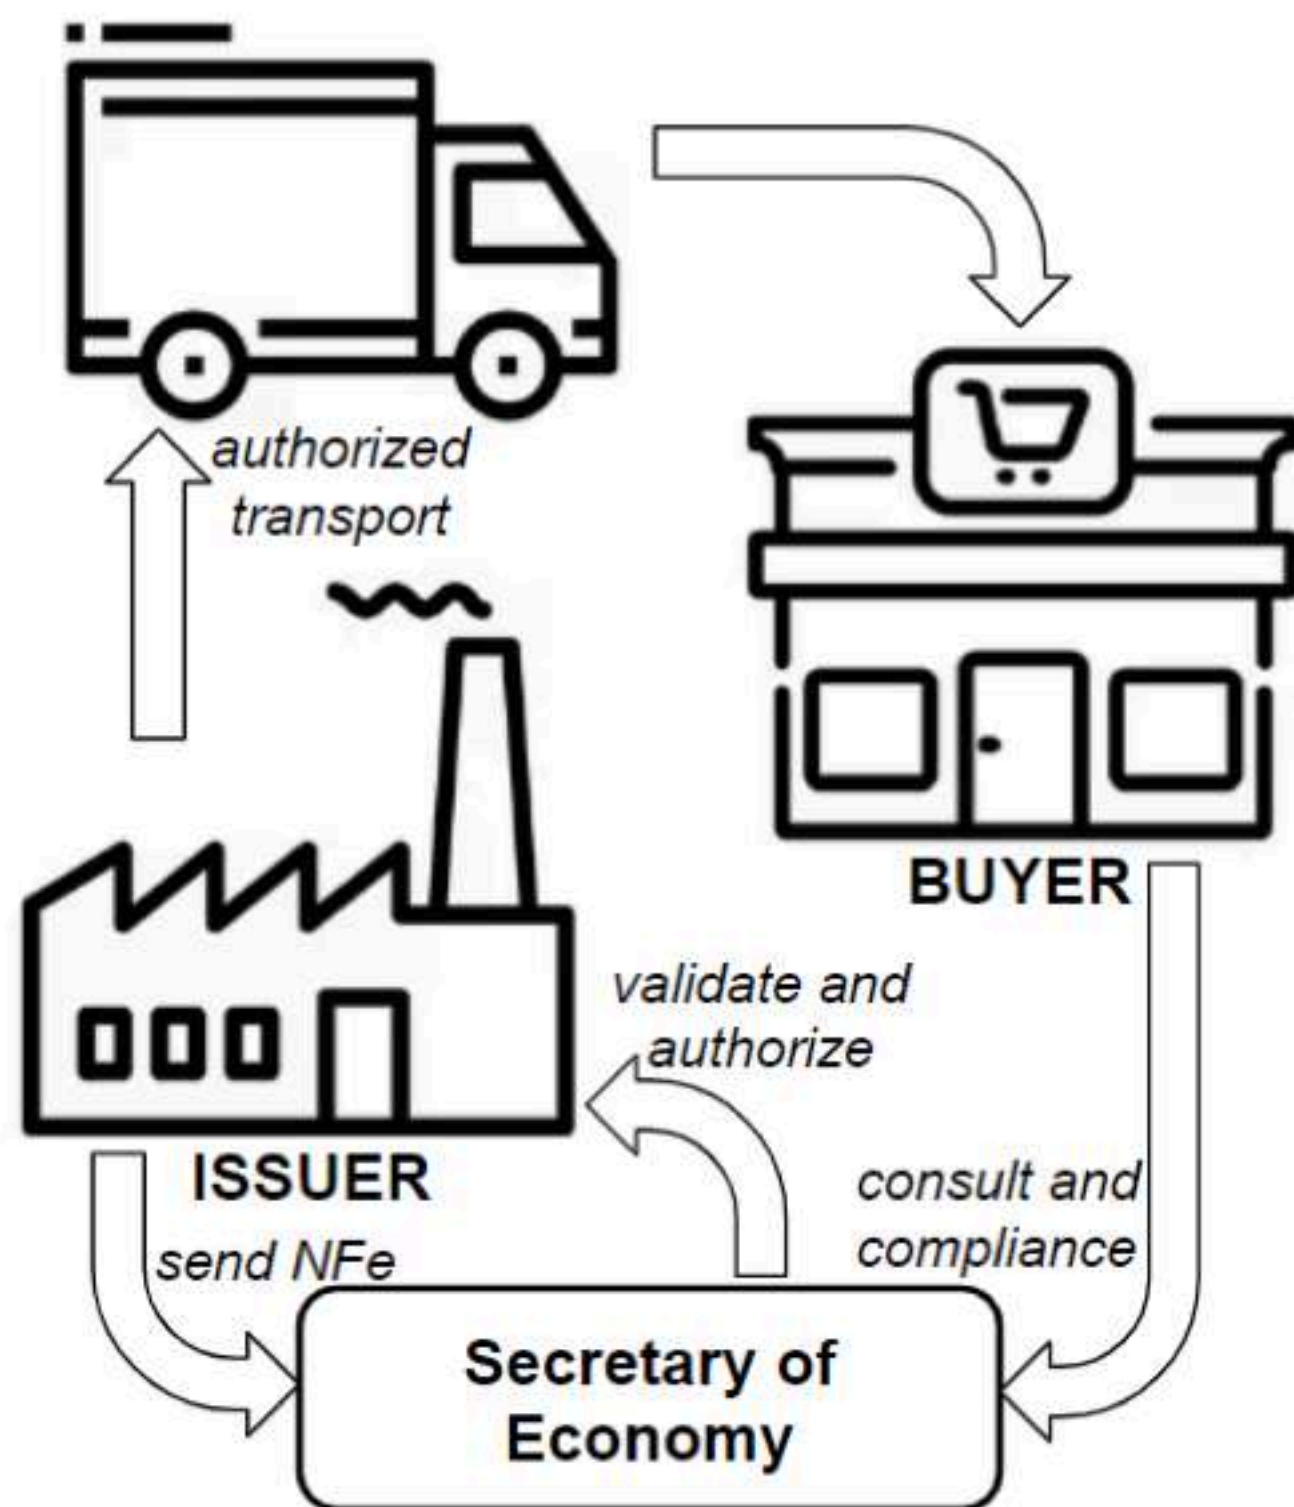 authorized
transport
BUYER
validate and
authorize
ISSUER
consult and
compliance
send NFe
Secretary of
Economy